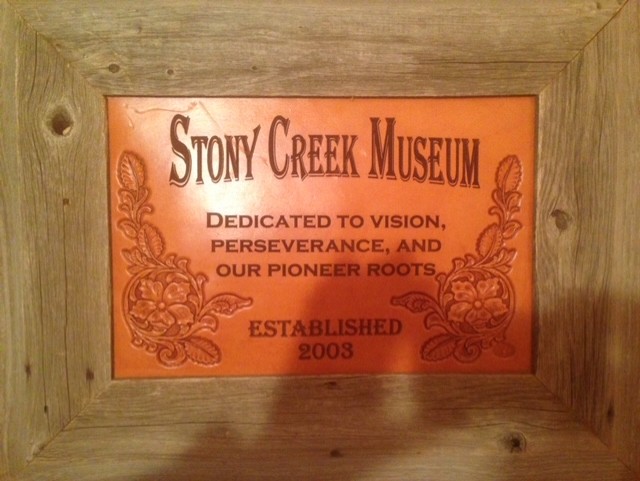 STONY CREEK MUSEUM
DEDICATED TO VISION,
PERSEVERANCE, AND
OUR PIONEER ROOTS
ESTABLISHED
2003